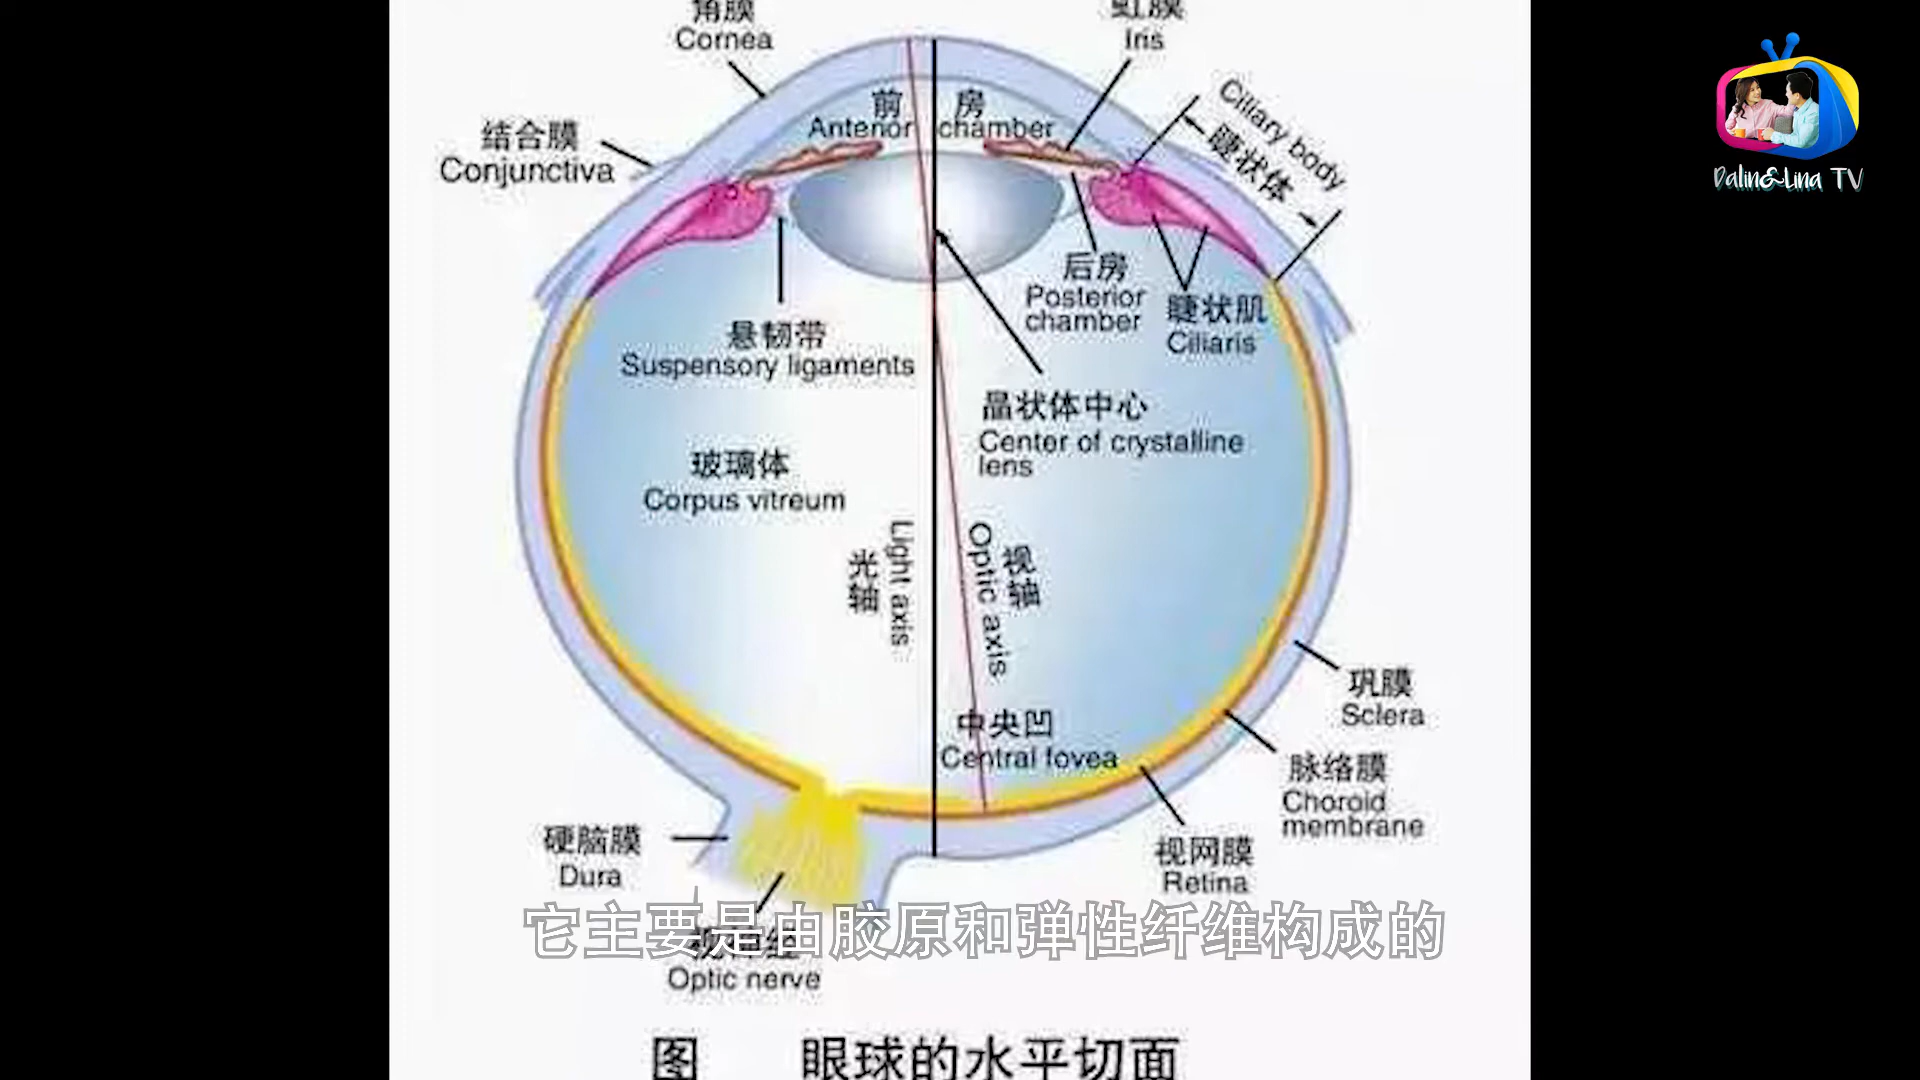 角膜
Cornea
虹膜
Iris
Dalin&Lina TV
结合膜
Conjunctiva
前 房
Antenor chamber
Ciliary body
睫状体
后房
Posterior
chamber
睫状肌
Ciliaris
悬韧带
Suspensory ligaments
晶状体中心
Center of crystalline
lens
玻璃体
Corpus vitreum
光轴
Light axis
视轴
Optic axis
中央凹
Central fovea
巩膜
Sclera
脉络膜
Choroid
membrane
视网膜
Retina
硬脑膜
Dura
视神经
Optic nerve
它主要是由胶原和弹性纤维构成的
图 眼球的水平切面